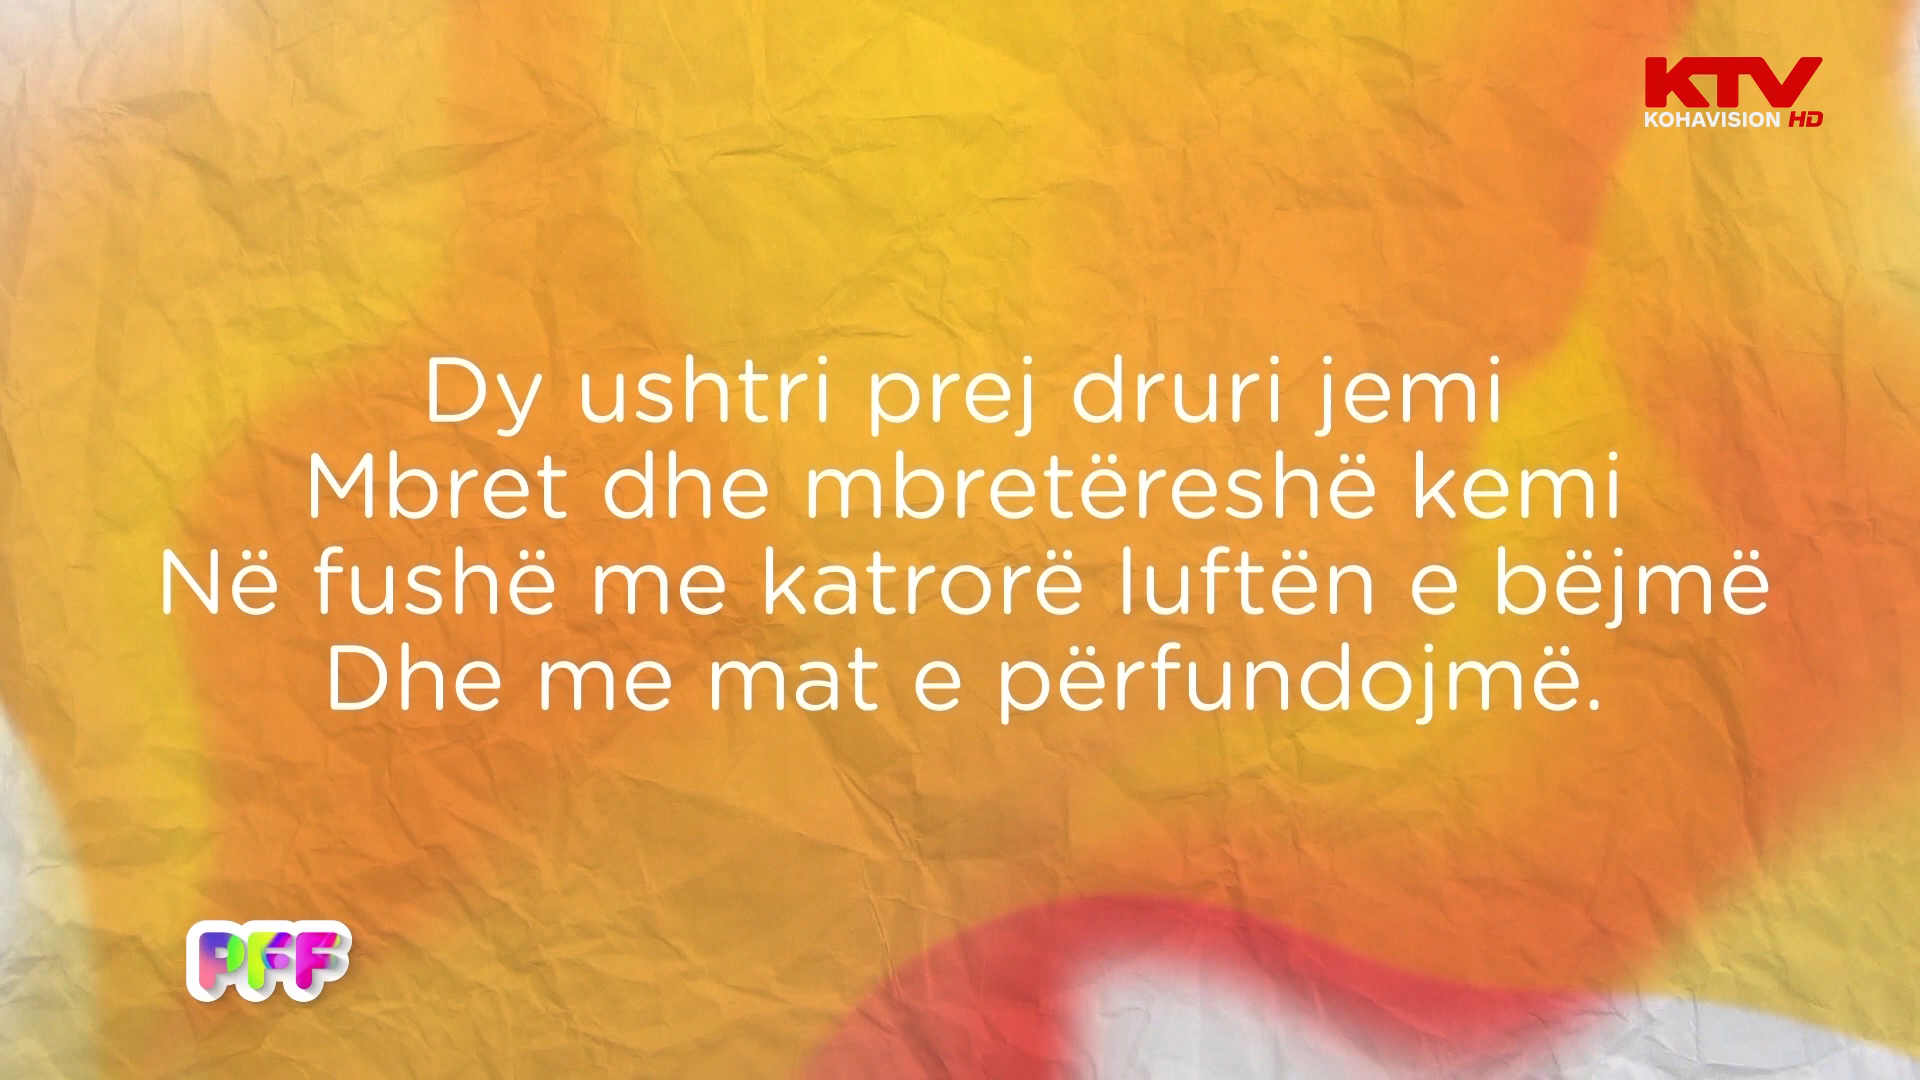 KTV
KOHAVISION HD
Dy ushtri prej druri jemi
Mbret dhe mbretëreshë kemi
Në fushë me katrorë luftën e bëjmë
Dhe me mat e përfundojmë.
PFF